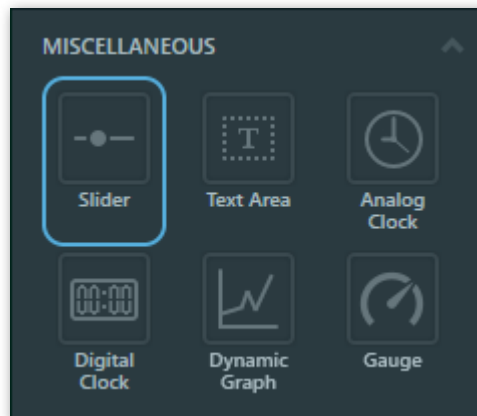 MISCELLANEOUS
T
Slider
Text Area
Analog
Clock
00:00
Digital
Clock
Dynamic
Graph
Gauge